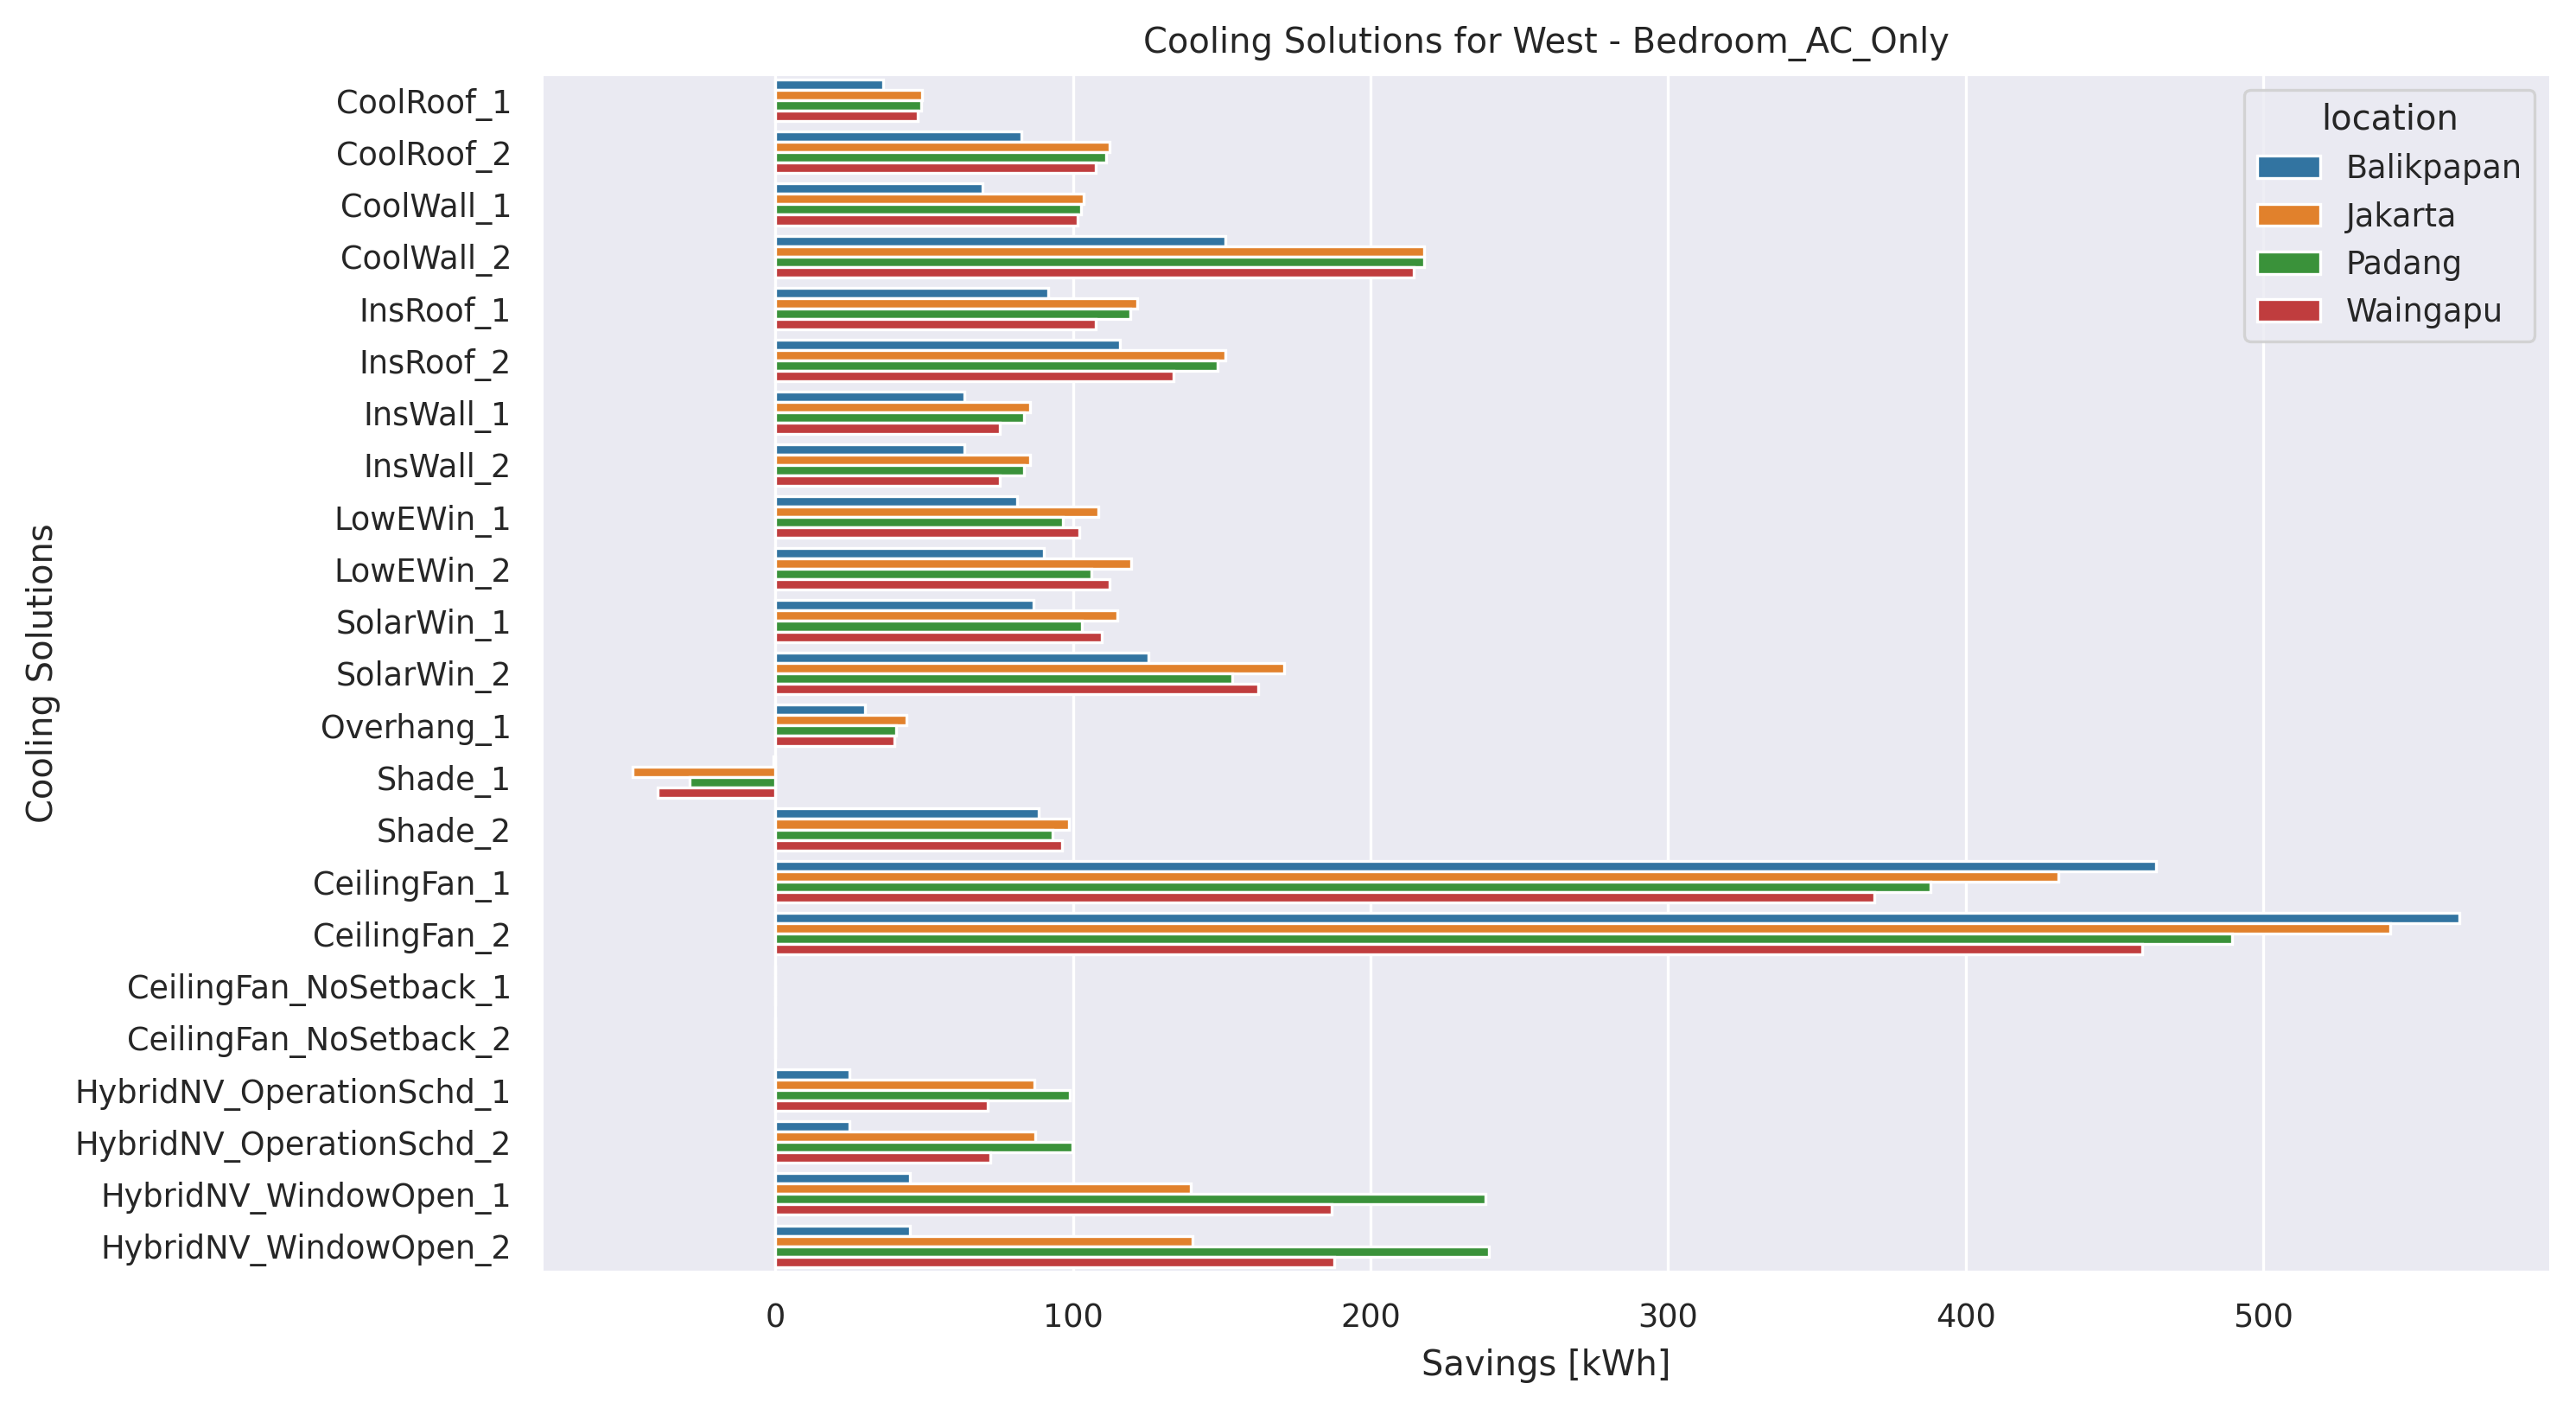 Cooling Solutions for West - Bedroom_AC_Only
CoolRoof_1
CoolRoof_2
CoolWall_1
CoolWall_2
InsRoof_1
InsRoof_2
InsWall_1
InsWall_2
LowEWin_1
LowEWin_2
SolarWin_1
SolarWin_2
Overhang_1
Shade_1
Shade_2
CeilingFan_1
CeilingFan_2
CeilingFan_NoSetback_1
CeilingFan_NoSetback_2
HybridNV_OperationSchd_1
HybridNV_OperationSchd_2
HybridNV_WindowOpen_1
HybridNV_WindowOpen_2
Cooling Solutions
location
Balikpapan
Jakarta
Padang
Waingapu
0 100 200 300 400 500
Savings [kWh]